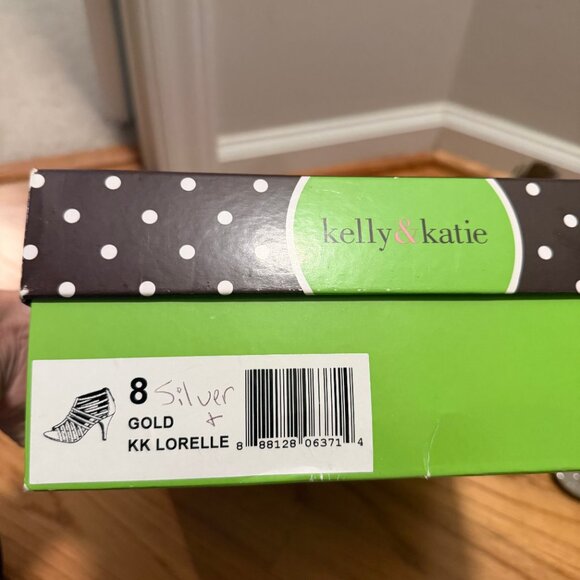 kelly&katie
8 Silver
+
GOLD
KK LORELLE
8 88128 06371 4